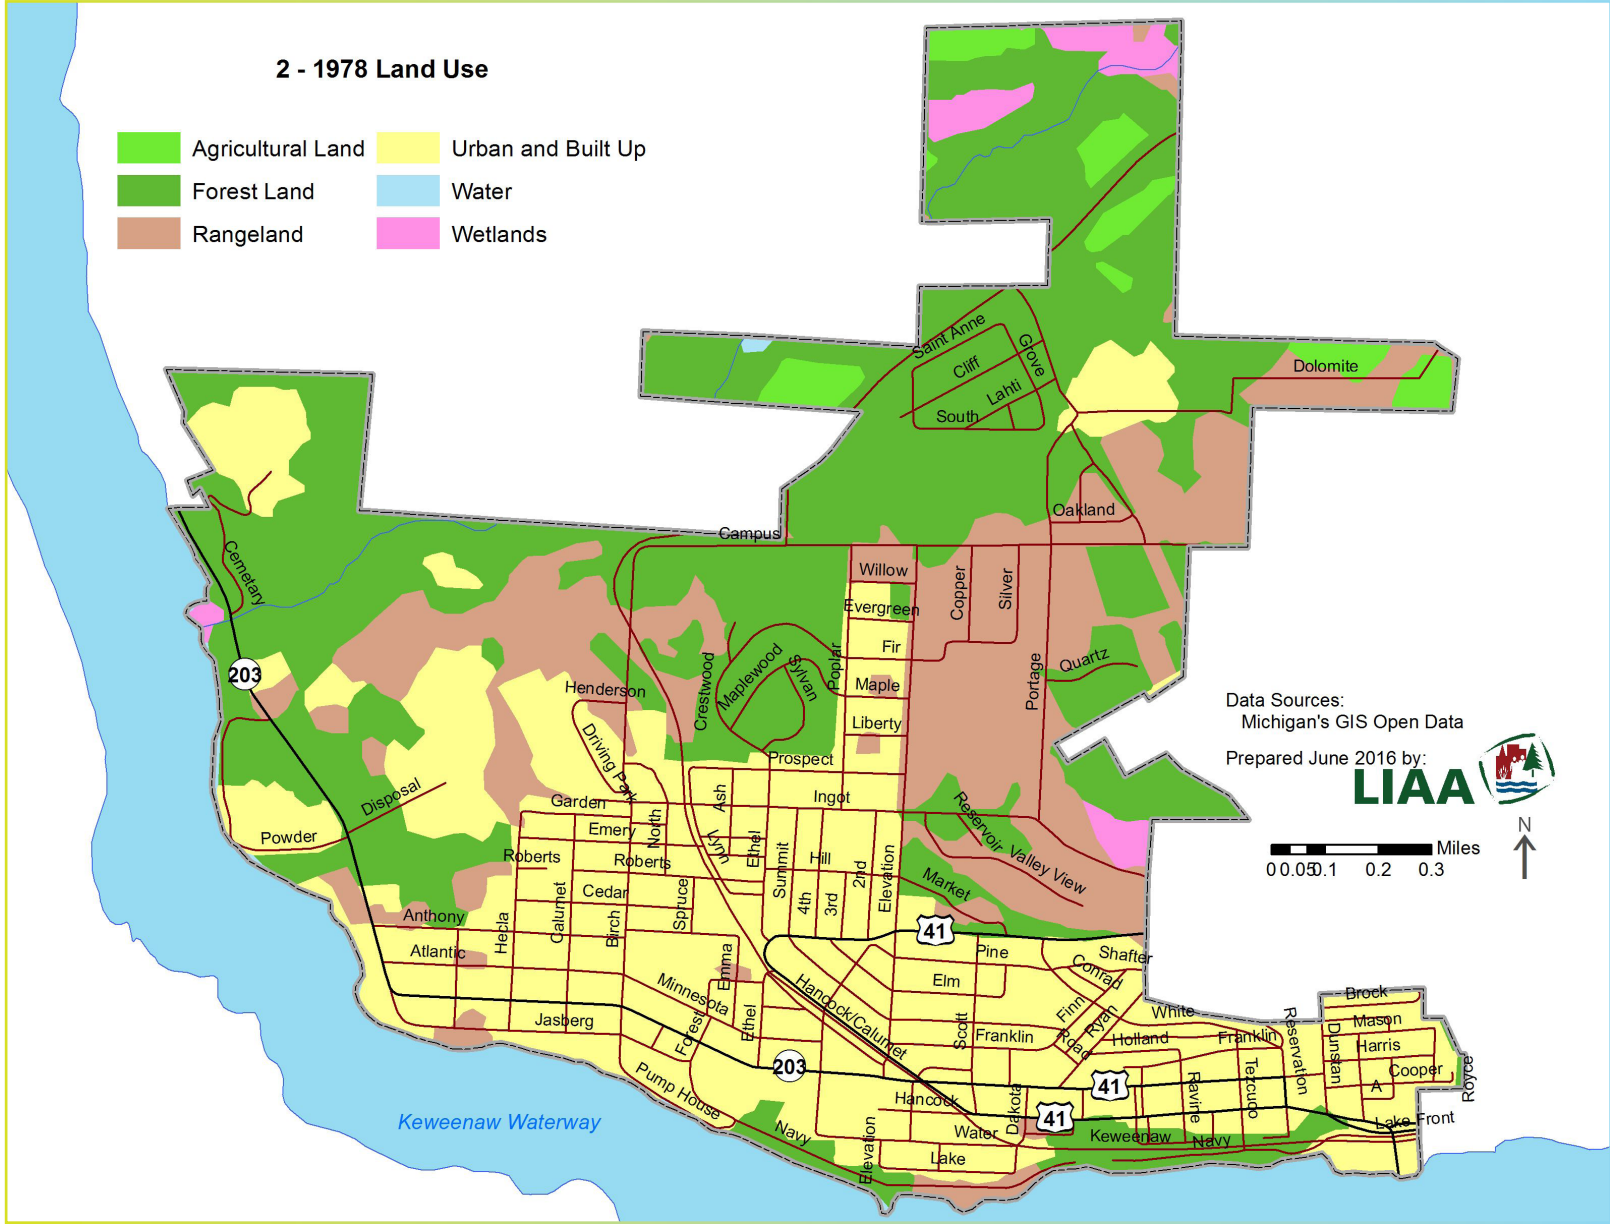 2 - 1978 Land Use
Agricultural Land
Urban and Built Up
Forest Land
Water
Rangeland
Wetlands
Saint Anne
Grove
Cliff
Lahti
South
Dolomite
Oakland
Campus
Cemetary
Willow
Copper
Silver
Evergreen
Fir
Poplar
Maplewood
Sylvan
Crestwood
Maple
Liberty
Portage
Quartz
203
Henderson
Driving Park
Prospect
Ingot
Ash
Disposal
Garden
Powder
Emery
North
Lynn
Ethel
Roberts
Roberts
Summit
Hill
2nd
Elevation
Reservoir
Valley View
Market
Cedar
Spruce
4th
3rd
Calumet
Birch
Hecla
Anthony
Atlantic
41
Pine
Shafter
Elm
Conrad
Emma
Minnesota
Hancock/Calumet
Jasberg
Forest
Ethel
Scott
Franklin
Finn
Road
Ryan
White
Holland
Franklin
Reservation
Brock
Mason
Dunstan
Harris
Cooper
A
Royce
203
41
41
Pump House
Hancock
Dakota
Ravine
Tezcuco
Lake Front
Navy
Elevation
Water
Keweenaw
Navy
Lake
Keweenaw Waterway
Data Sources:
Michigan's GIS Open Data
Prepared June 2016 by:
LIAA
N
Miles
0 0.05 0.1 0.2 0.3